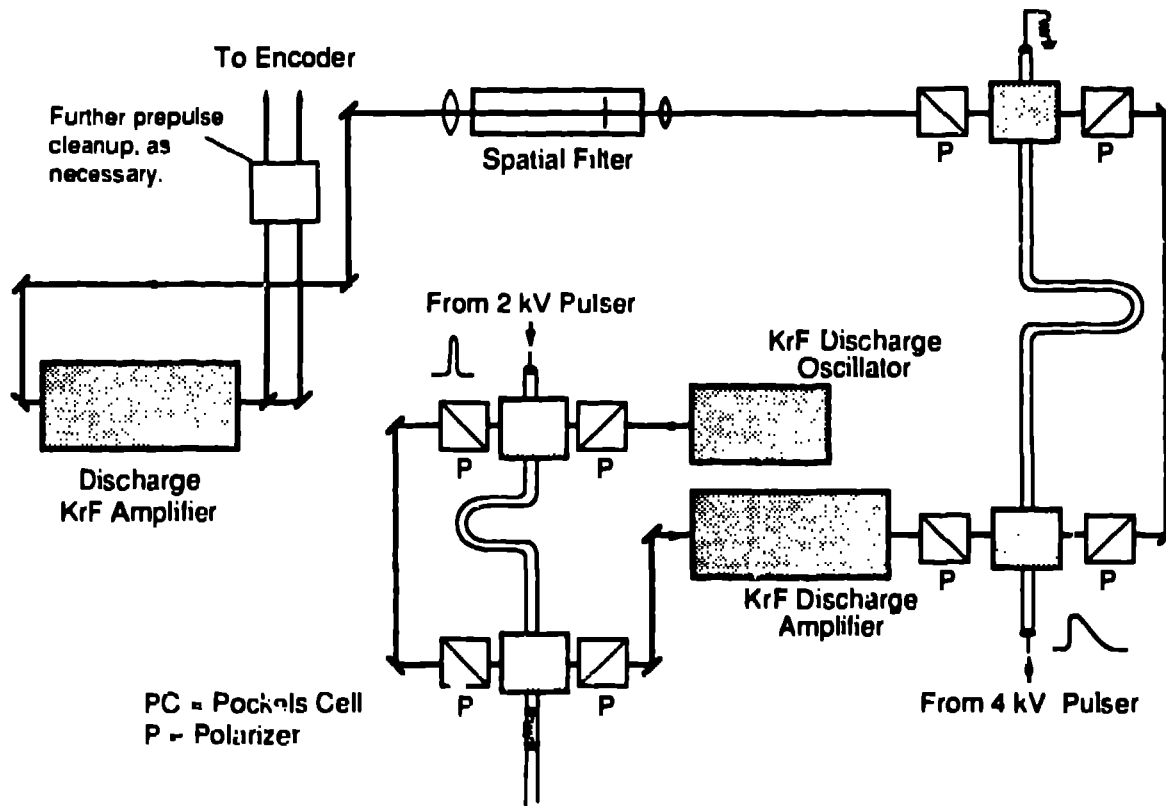 To Encoder
Further prepulse
cleanup, as
necessary.
Spatial Filter
P
P
From 2 kV Pulser
KrF Discharge
Oscillator
P
P
Discharge
KrF Amplifier
KrF Discharge
Amplifier
P
P
P
P
From 4 kV Pulser
PC = Pockels Cell
P = Polarizer